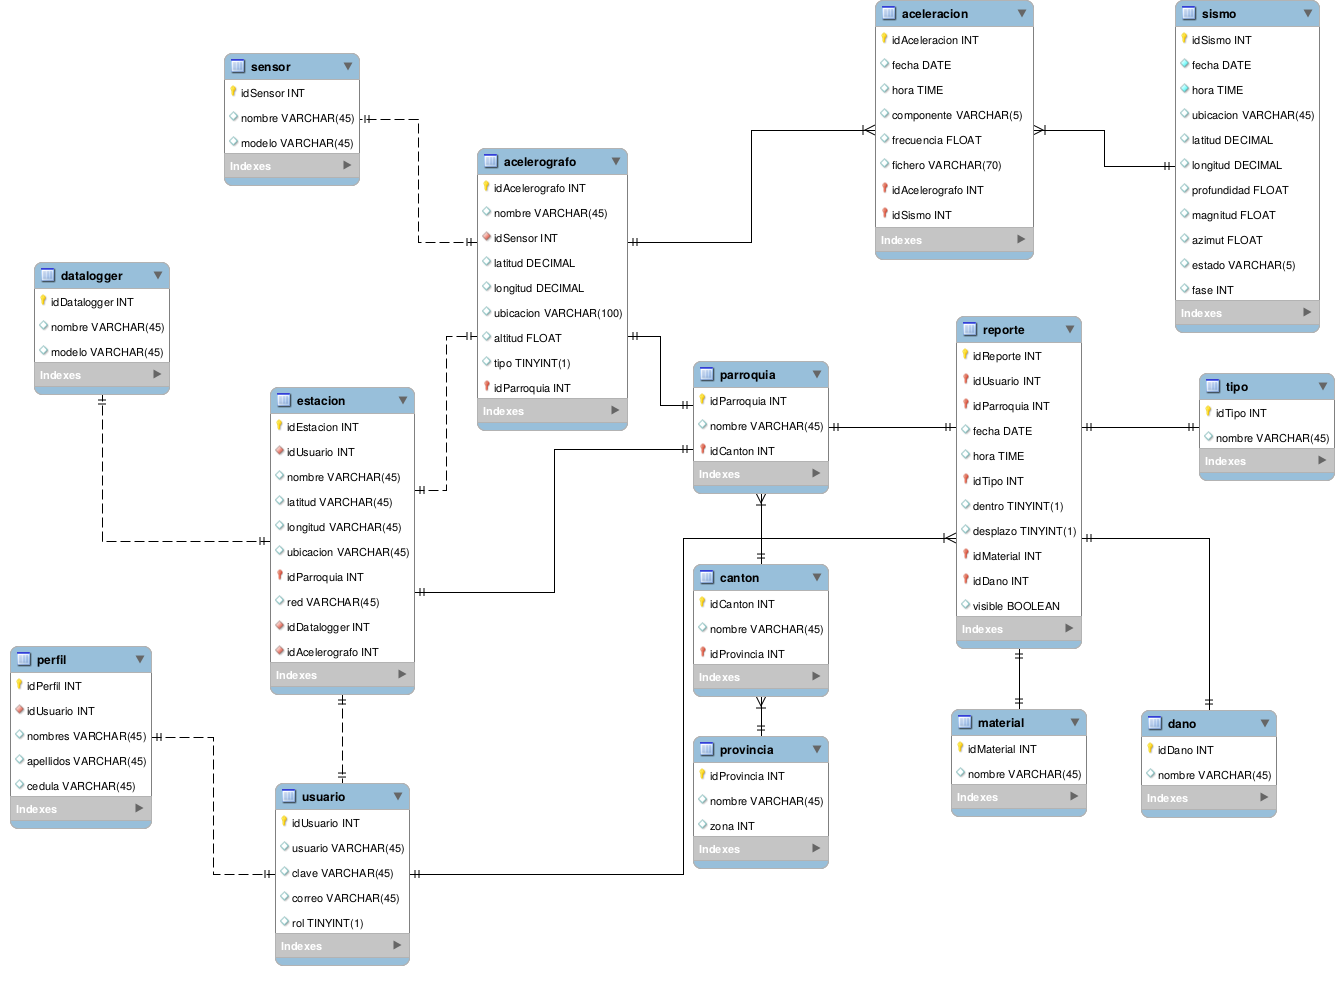 aceleracion
idAceleracion INT
fecha DATE
hora TIME
componente VARCHAR(5)
frecuencia FLOAT
fichero VARCHAR(70)
idAcelerografo INT
idSismo INT
Indexes
sismo
idSismo INT
fecha DATE
hora TIME
ubicacion VARCHAR(45)
latitud DECIMAL
longitud DECIMAL
profundidad FLOAT
magnitud FLOAT
azimut FLOAT
estado VARCHAR(5)
fase INT
Indexes
sensor
idSensor INT
nombre VARCHAR(45)
modelo VARCHAR(45)
Indexes
acelerografo
idAcelerografo INT
nombre VARCHAR(45)
idSensor INT
latitud DECIMAL
longitud DECIMAL
ubicacion VARCHAR(100)
altitud FLOAT
tipo TINYINT(1)
idParroquia INT
Indexes
datalogger
idDatalogger INT
nombre VARCHAR(45)
modelo VARCHAR(45)
Indexes
reporte
idReporte INT
idUsuario INT
idParroquia INT
fecha DATE
hora TIME
idTipo INT
dentro TINYINT(1)
desplazo TINYINT(1)
idMaterial INT
idDano INT
visible BOOLEAN
Indexes
parroquia
idParroquia INT
nombre VARCHAR(45)
idCanton INT
Indexes
tipo
idTipo INT
nombre VARCHAR(45)
Indexes
estacion
idEstacion INT
idUsuario INT
nombre VARCHAR(45)
latitud VARCHAR(45)
longitud VARCHAR(45)
ubicacion VARCHAR(45)
idParroquia INT
red VARCHAR(45)
idDatalogger INT
idAcelerografo INT
Indexes
canton
idCanton INT
nombre VARCHAR(45)
idProvincia INT
Indexes
perfil
idPerfil INT
idUsuario INT
nombres VARCHAR(45)
apellidos VARCHAR(45)
cedula VARCHAR(45)
Indexes
material
idMaterial INT
nombre VARCHAR(45)
Indexes
dano
idDano INT
nombre VARCHAR(45)
Indexes
provincia
idProvincia INT
nombre VARCHAR(45)
zona INT
Indexes
usuario
idUsuario INT
usuario VARCHAR(45)
clave VARCHAR(45)
correo VARCHAR(45)
rol TINYINT(1)
Indexes